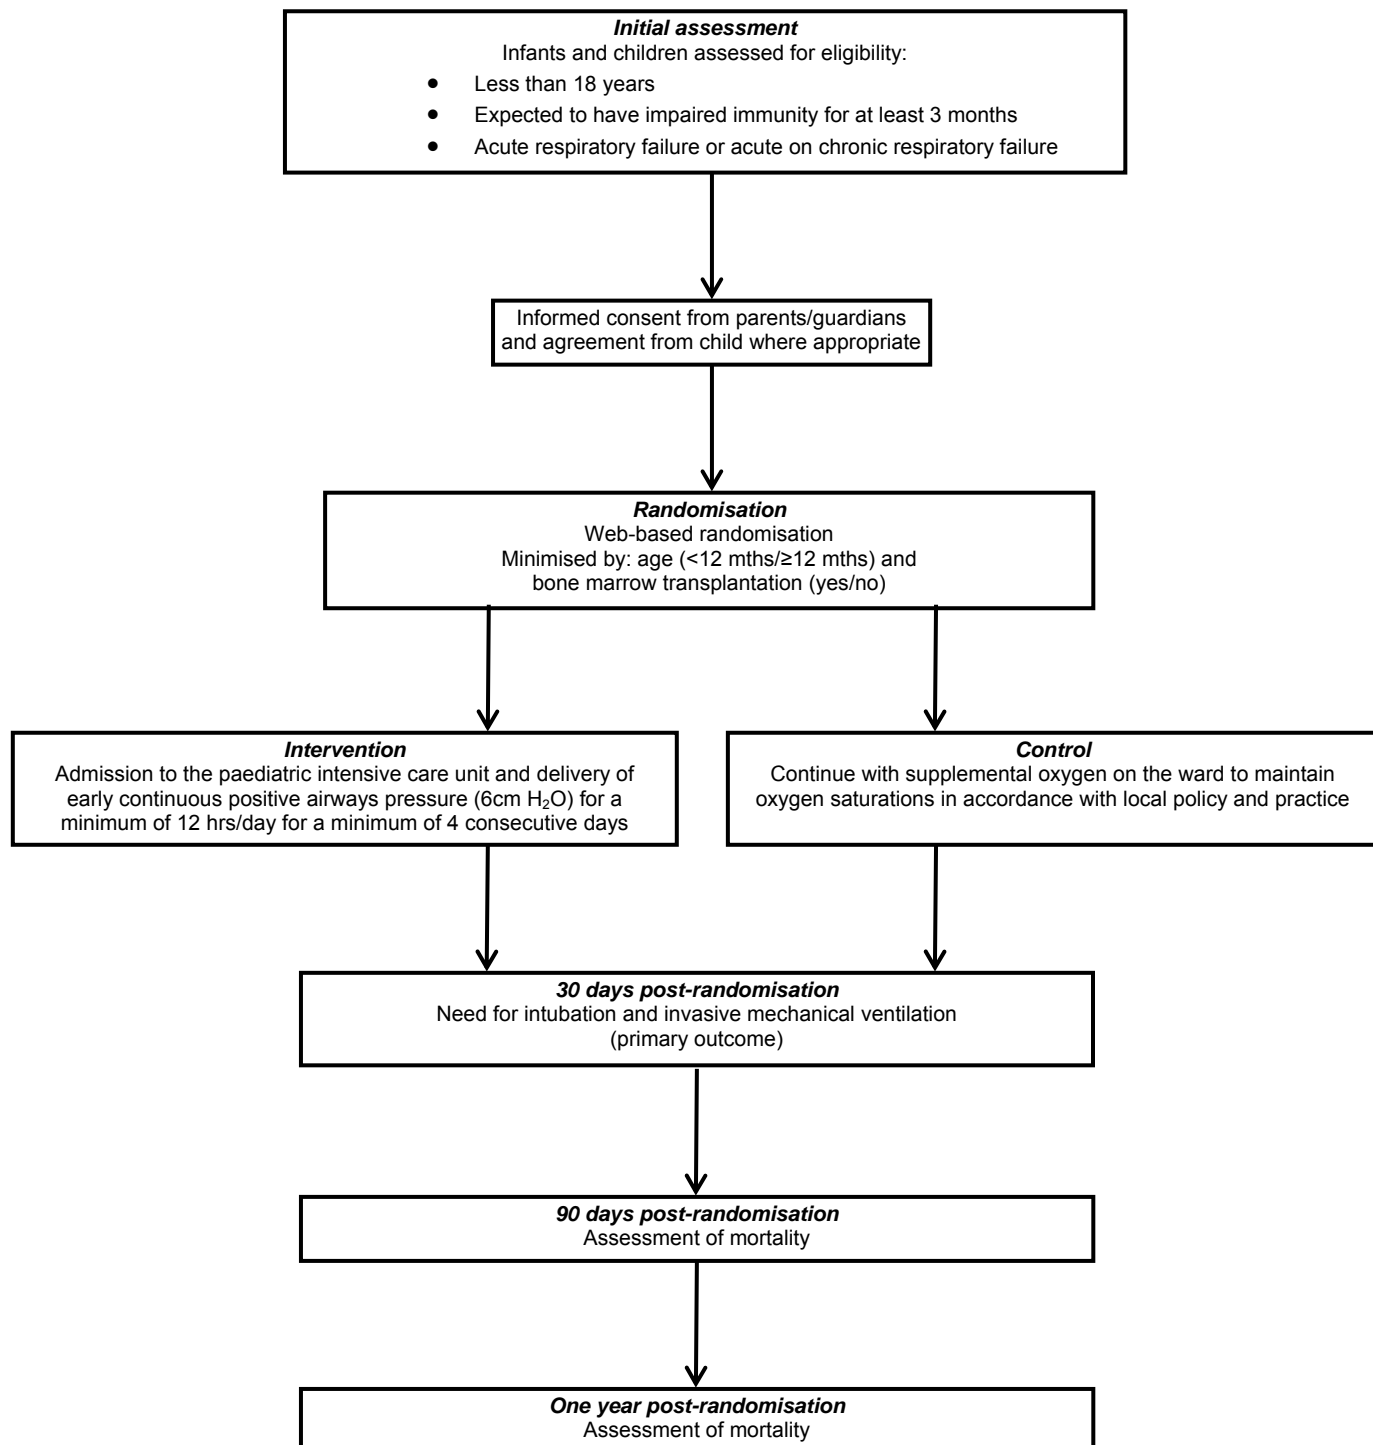 Initial assessment
Infants and children assessed for eligibility:
● Less than 18 years
● Expected to have impaired immunity for at least 3 months
● Acute respiratory failure or acute on chronic respiratory failure
Informed consent from parents/guardians
and agreement from child where appropriate
Randomisation
Web-based randomisation
Minimised by: age (<12 mths/≥12 mths) and
bone marrow transplantation (yes/no)
Intervention
Admission to the paediatric intensive care unit and delivery of
early continuous positive airways pressure (6cm H₂O) for a
minimum of 12 hrs/day for a minimum of 4 consecutive days
Control
Continue with supplemental oxygen on the ward to maintain
oxygen saturations in accordance with local policy and practice
30 days post-randomisation
Need for intubation and invasive mechanical ventilation
(primary outcome)
90 days post-randomisation
Assessment of mortality
One year post-randomisation
Assessment of mortality